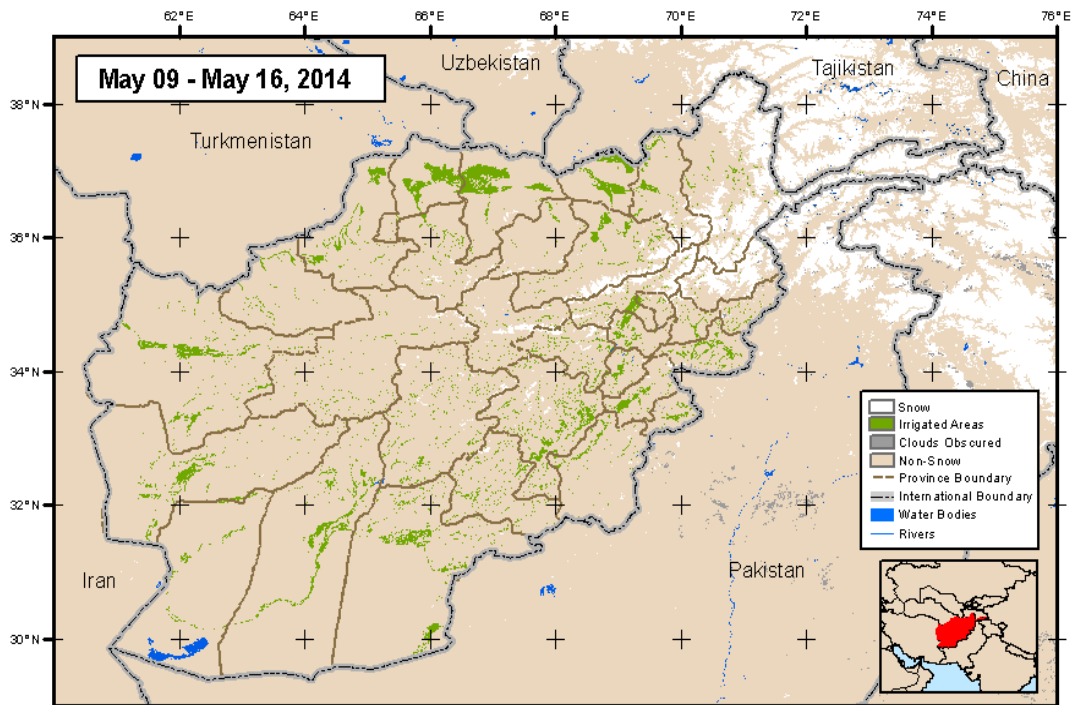 62°E 64°E 66°E 68°E 70°E 72°E 74°E 76°E
May 09 - May 16, 2014
Uzbekistan
Tajikistan
China
38°N
Turkmenistan
36°N
34°N
Snow
Irrigated Areas
Clouds Obscured
Non-Snow
Province Boundary
International Boundary
Water Bodies
Rivers
32°N
Iran
Pakistan
30°N